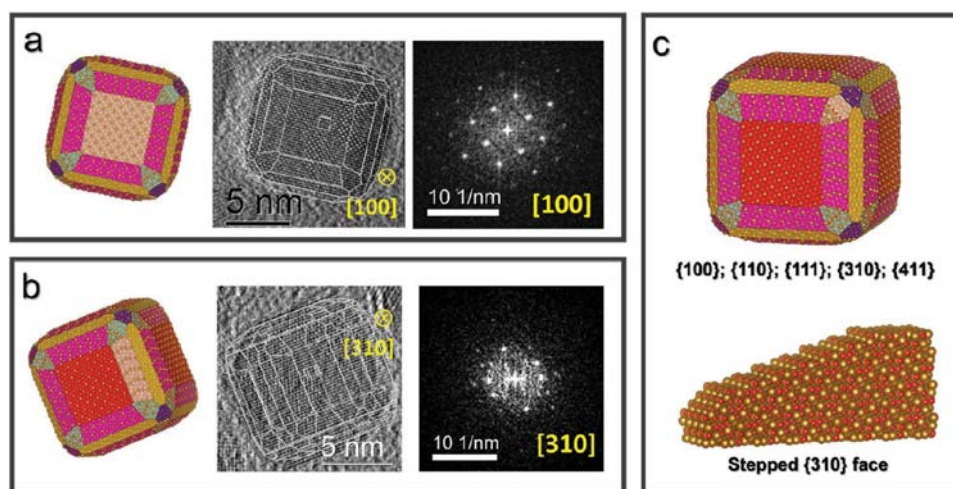 a
5 nm
[100]
10 1/nm
[100]
b
[310]
5 nm
10 1/nm
[310]
c
{100}; {110}; {111}; {310}; {411}
Stepped {310} face